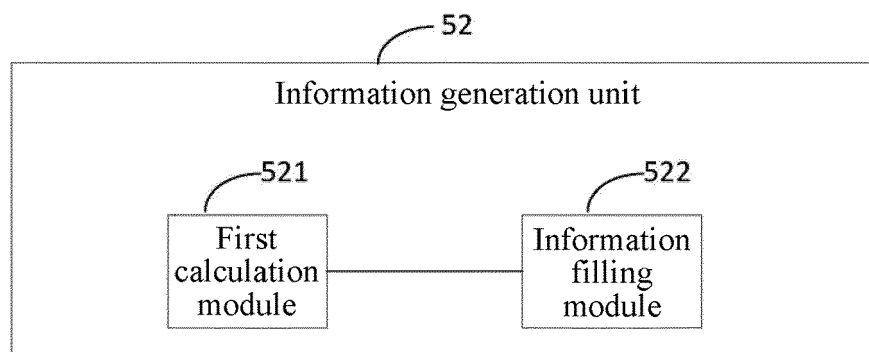 52
Information generation unit
521
522
First
calculation
module
Information
filling
module